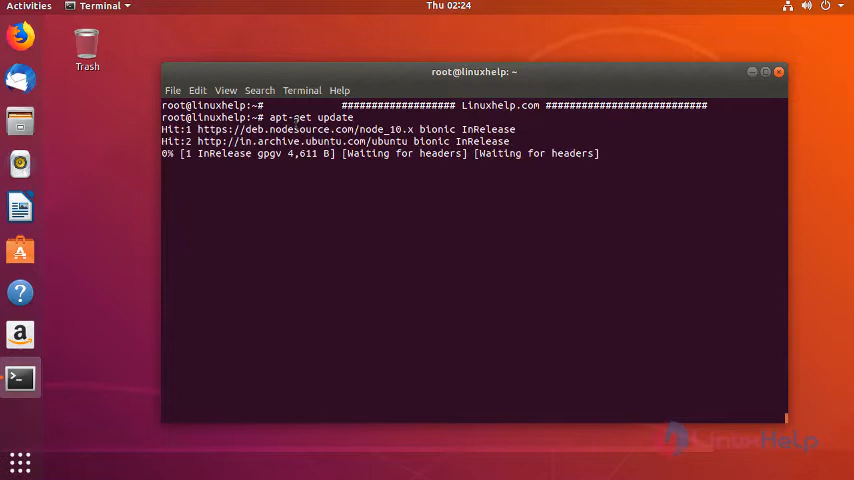 Activities Terminal Thu 02:24
Trash
root@linuxhelp: ~
File Edit View Search Terminal Help
root@linuxhelp:~# ################### Linuxhelp.com ###########################
root@linuxhelp:~# apt-get update
Hit:1 https://deb.nodesource.com/node_10.x bionic InRelease
Hit:2 http://in.archive.ubuntu.com/ubuntu bionic InRelease
0% [1 InRelease gpgv 4,611 B] [Waiting for headers] [Waiting for headers]
LinuxHelp